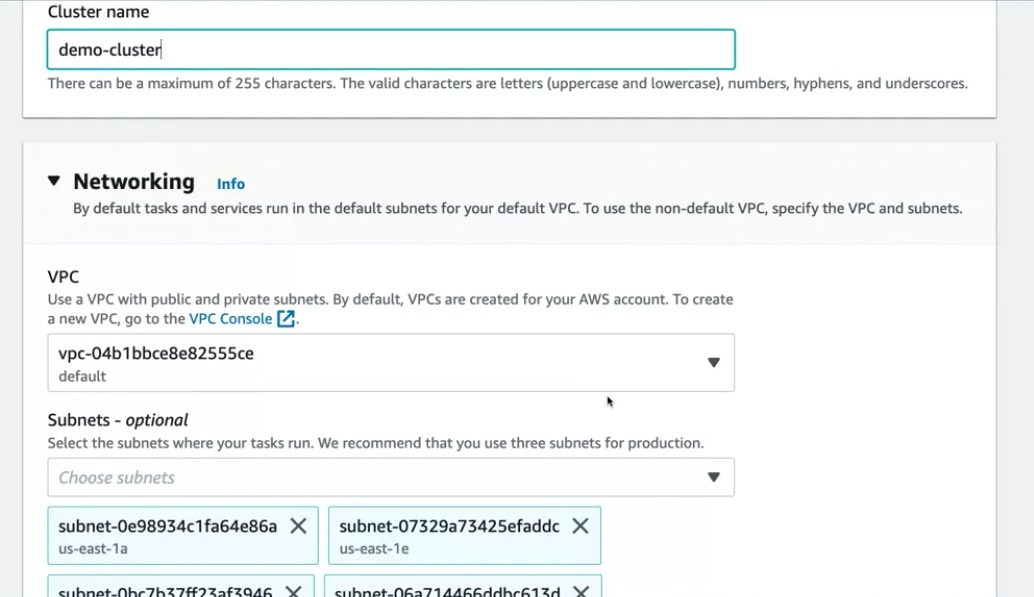 Cluster name
demo-cluster
There can be a maximum of 255 characters. The valid characters are letters (uppercase and lowercase), numbers, hyphens, and underscores.
Networking Info
By default tasks and services run in the default subnets for your default VPC. To use the non-default VPC, specify the VPC and subnets.
VPC
Use a VPC with public and private subnets. By default, VPCs are created for your AWS account. To create
a new VPC, go to the VPC Console.
vpc-04b1bbce8e82555ce
default
Subnets - optional
Select the subnets where your tasks run. We recommend that you use three subnets for production.
Choose subnets
subnet-0e98934c1fa64e86a subnet-07329a73425efaddc
us-east-1a us-east-1e
subnet-0bc7b37ff23af3946 subnet-06a714466ddbc613d